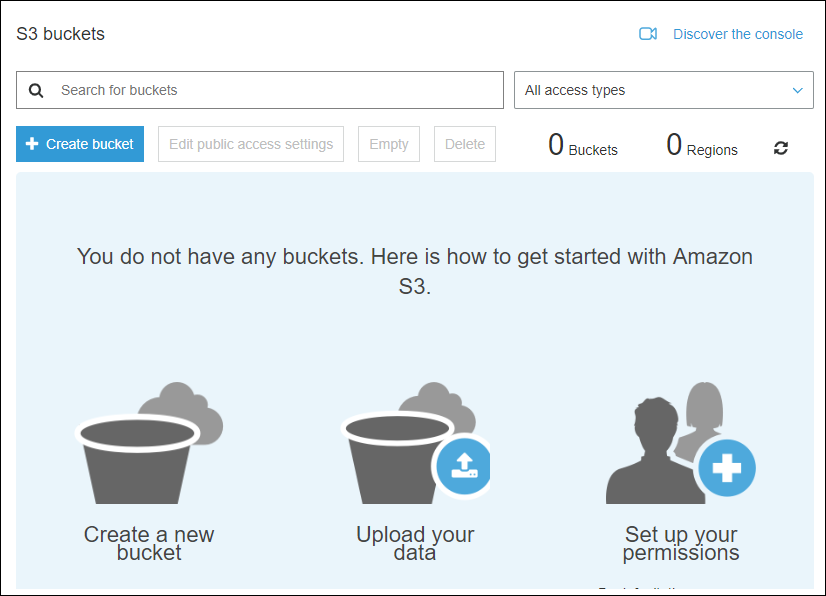 S3 buckets
Discover the console
Search for buckets
All access types
Create bucket
Edit public access settings
Empty
Delete
0 Buckets
0 Regions
You do not have any buckets. Here is how to get started with Amazon
S3.
Create a new
bucket
Upload your
data
Set up your
permissions